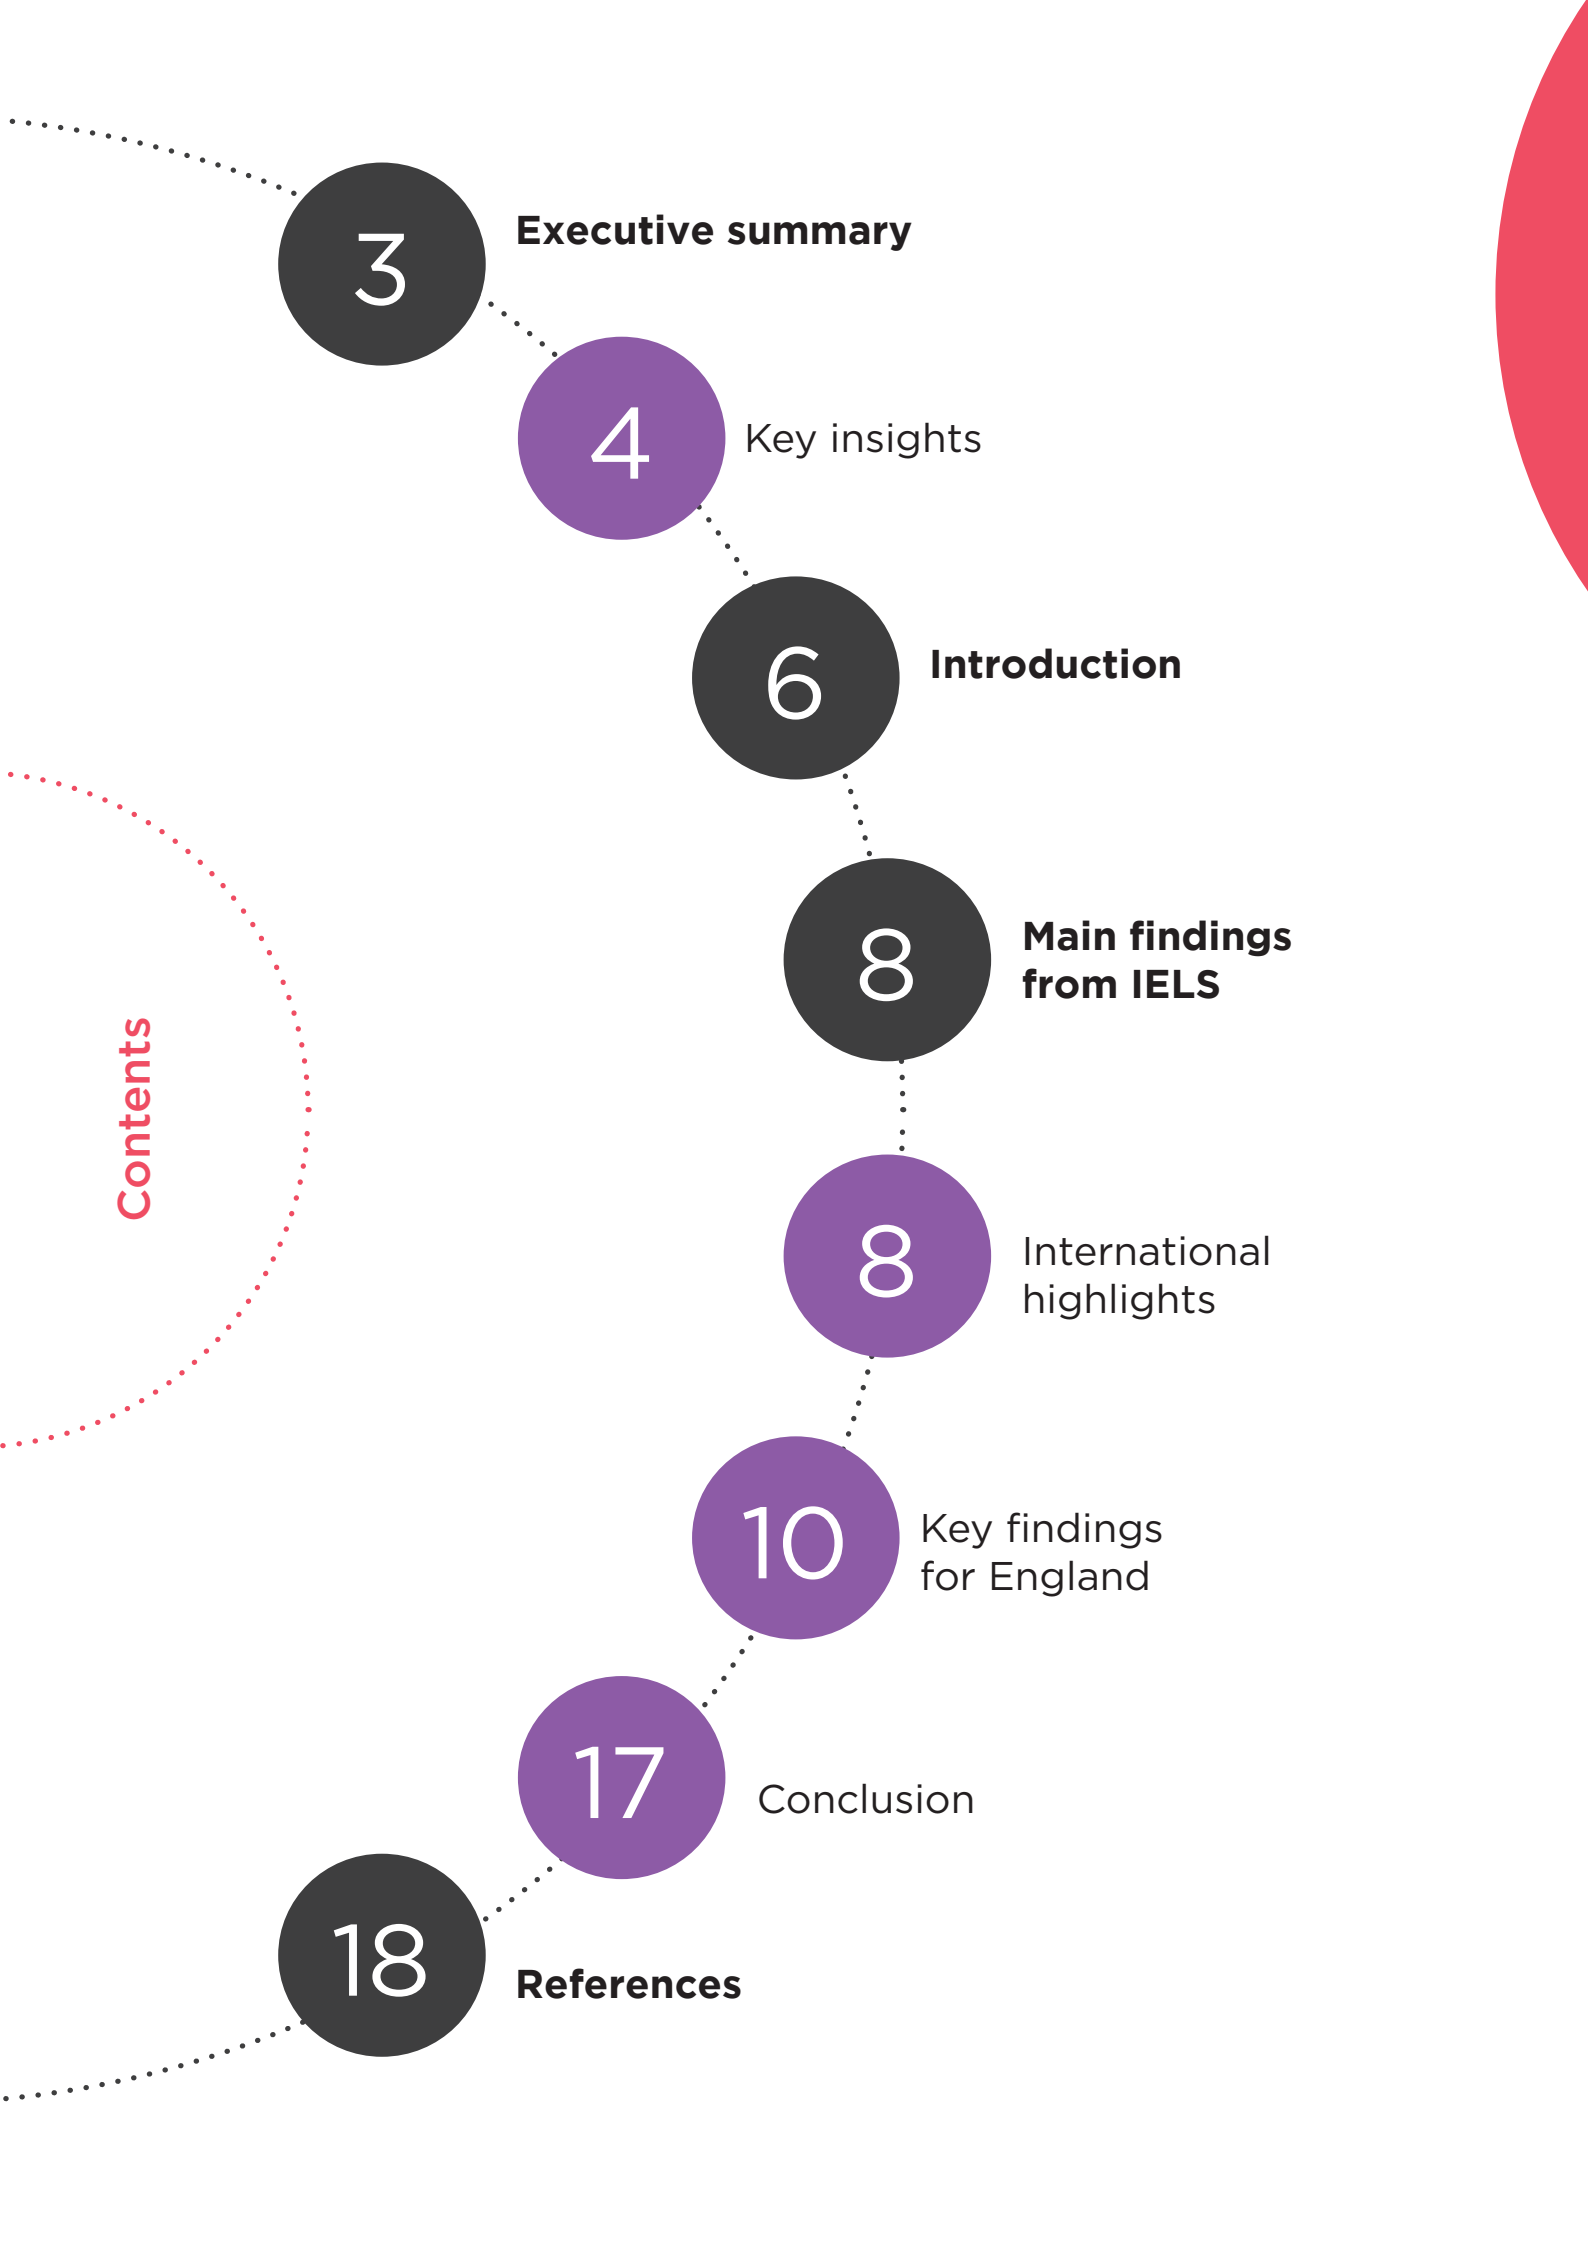 Contents
3
Executive summary
4
Key insights
6
Introduction
8
Main findings
from IELS
8
International
highlights
10
Key findings
for England
17
Conclusion
18
References